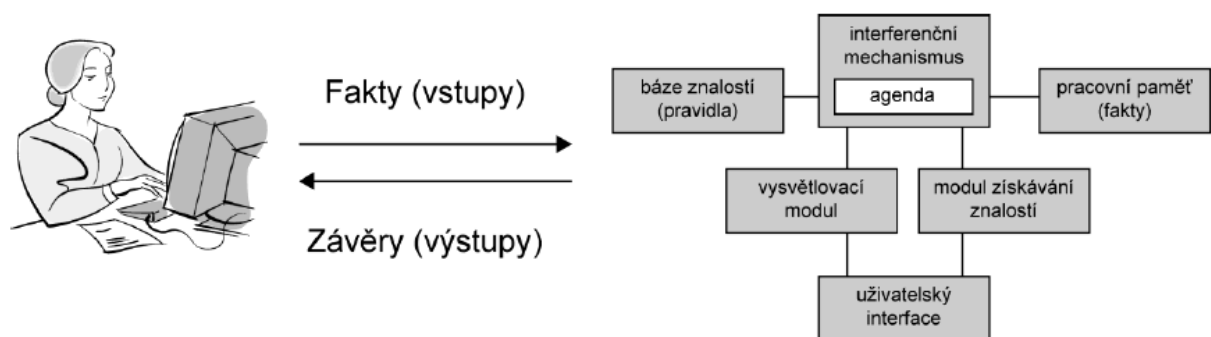 Fakty (vstupy)
Závěry (výstupy)
interferenční
mechanismus
agenda
báze znalostí
(pravidla)
pracovní paměť
(fakty)
vysvětlovací
modul
modul získávání
znalostí
uživatelský
interface